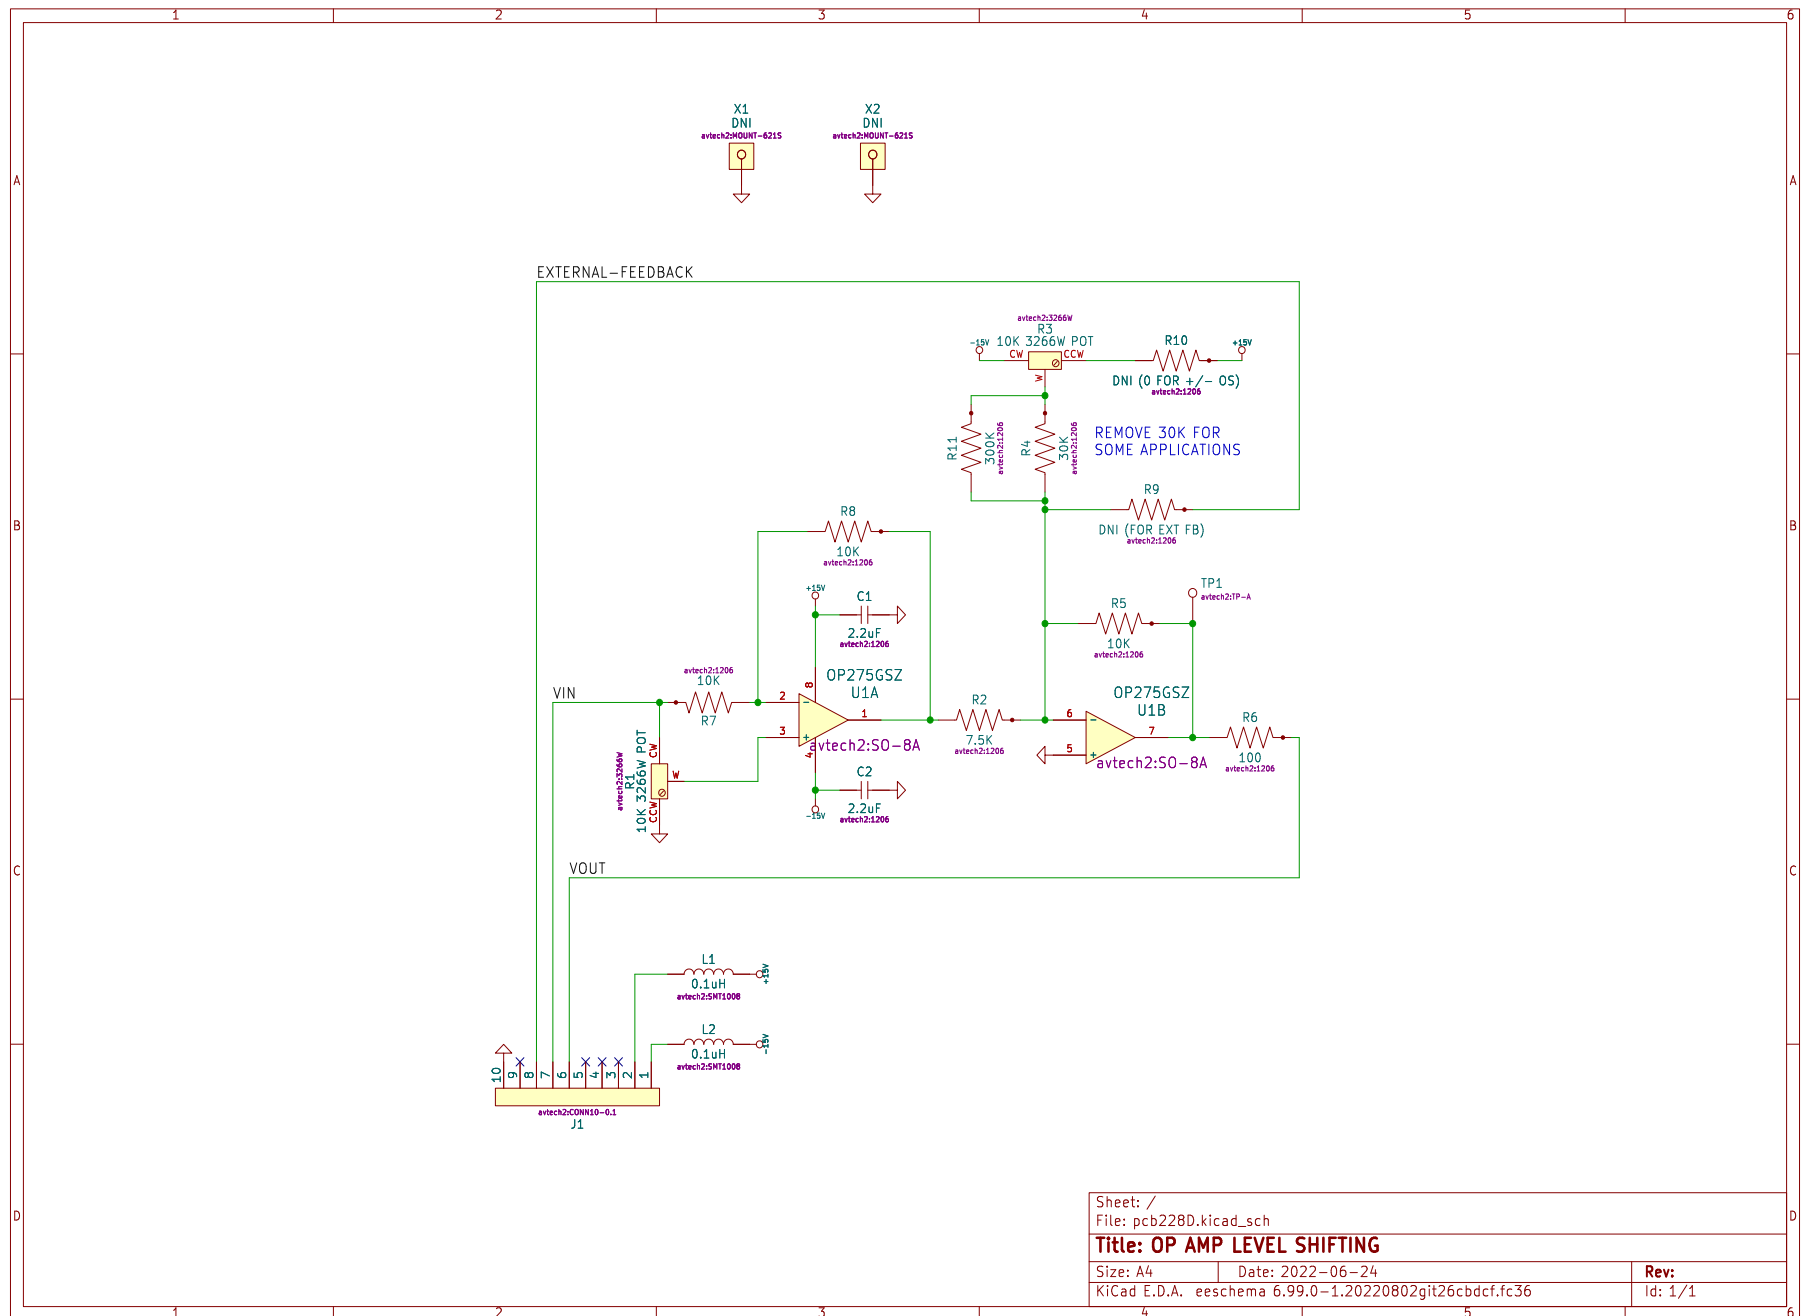 1 2 3 4 5 6
A
B
C
D
A
B
C
D
X1
DNI
avtech2:MOUNT-621S
X2
DNI
avtech2:MOUNT-621S
EXTERNAL-FEEDBACK
avtech2:3266W
R3
10K 3266W POT
-15V
CW
CCW
W
R10
+15V
DNI (0 FOR +/- OS)
avtech2:1206
R11
300K
avtech2:1206
R4
30K
avtech2:1206
REMOVE 30K FOR
SOME APPLICATIONS
R9
DNI (FOR EXT FB)
avtech2:1206
R8
10K
avtech2:1206
+15V
C1
2.2uF
avtech2:1206
TP1
avtech2:TP-A
R5
10K
avtech2:1206
avtech2:1206
10K
R7
VIN
OP275GSZ
U1A
8
2
3
1
4
avtech2:SO-8A
R2
7.5K
avtech2:1206
OP275GSZ
U1B
6
5
7
avtech2:SO-8A
R6
100
avtech2:1206
avtech2:3266W
R1
10K 3266W POT
CW
W
CCW
C2
2.2uF
avtech2:1206
-15V
VOUT
L1
0.1uH
avtech2:SMT1008
+15V
L2
0.1uH
avtech2:SMT1008
-15V
10 9 8 7 6 5 4 3 2 1
avtech2:CONN10-0.1
J1
Sheet: /
File: pcb228D.kicad_sch
Title: OP AMP LEVEL SHIFTING
Size: A4 Date: 2022-06-24 Rev:
KiCad E.D.A. eeschema 6.99.0-1.20220802git26cbdcf.fc36 Id: 1/1
1 2 3 4 5 6